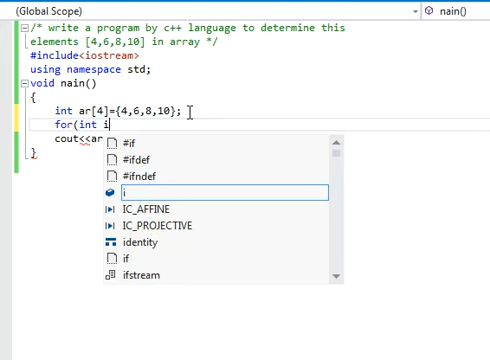 (Global Scope)
nain()
/* write a program by c++ language to determine this
elements [4,6,8,10] in array */
#include<iostream>
using namespace std;
void nain()
{
int ar[4]={4,6,8,10};
for(int i
cout<<ar
}
#if
#ifdef
#ifndef
i
IC_AFFINE
IC_PROJECTIVE
identity
if
ifstream